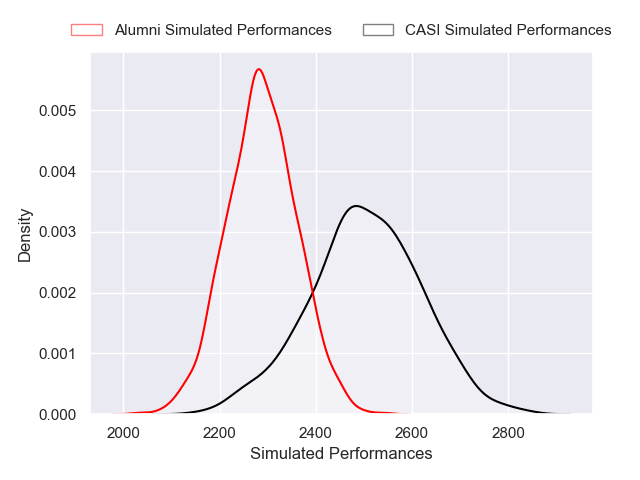 Alumni Simulated Performances CASI Simulated Performances
0.005
0.004
0.003
0.002
0.001
0.000
Density
2000 2200 2400 2600 2800
Simulated Performances